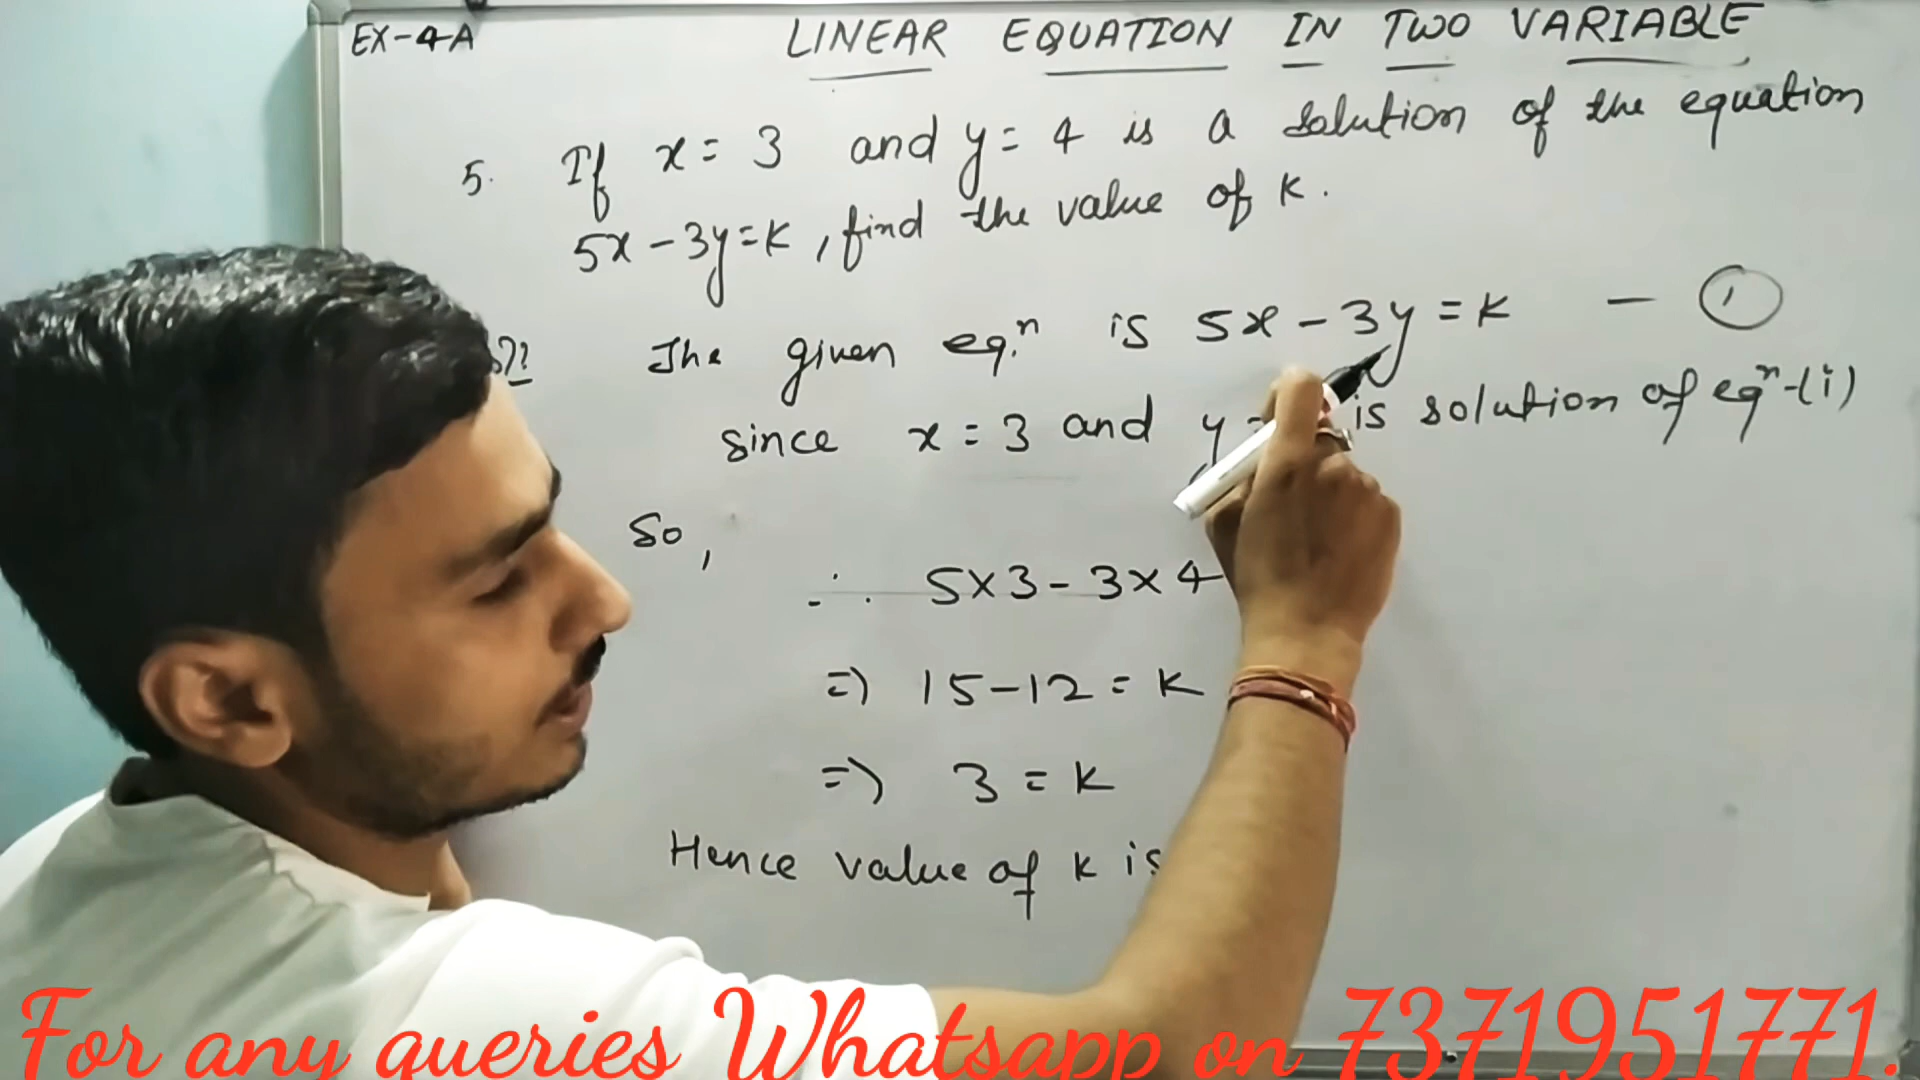 EX-4-A
LINEAR EQUATION IN TWO VARIABLE
5. If x = 3 and y = 4 is a solution of the equation
5x - 3y = k, find the value of k.
The given eq.ⁿ is 5x - 3y = k — (1)
since x = 3 and y = is solution of eqⁿ-(i)
So,
∴ 5×3 - 3×4
=) 15-12 = k
=) 3 = k
Hence value of k is
For any queries Whatsapp on 7371951771.